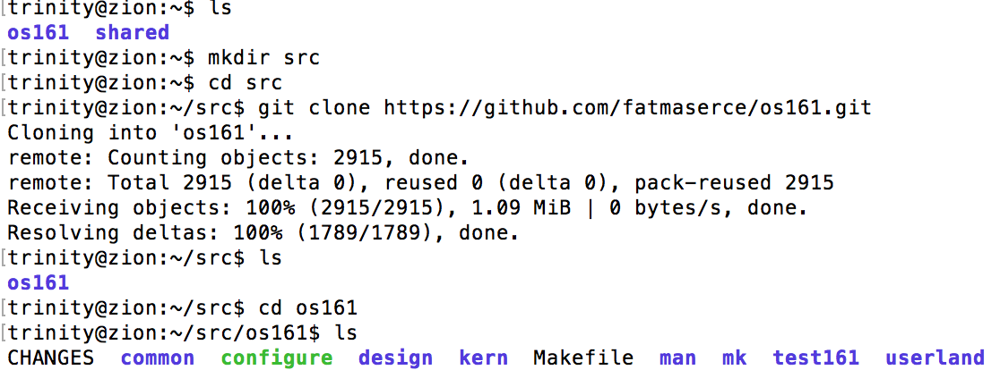 [trinity@zion:~$ ls
os161  shared
[trinity@zion:~$ mkdir src
[trinity@zion:~$ cd src
[trinity@zion:~/src$ git clone https://github.com/fatmaserce/os161.git
Cloning into 'os161'...
remote: Counting objects: 2915, done.
remote: Total 2915 (delta 0), reused 0 (delta 0), pack-reused 2915
Receiving objects: 100% (2915/2915), 1.09 MiB | 0 bytes/s, done.
Resolving deltas: 100% (1789/1789), done.
[trinity@zion:~/src$ ls
os161
[trinity@zion:~/src$ cd os161
[trinity@zion:~/src/os161$ ls
CHANGES  common  configure  design  kern  Makefile  man  mk  test161  userland